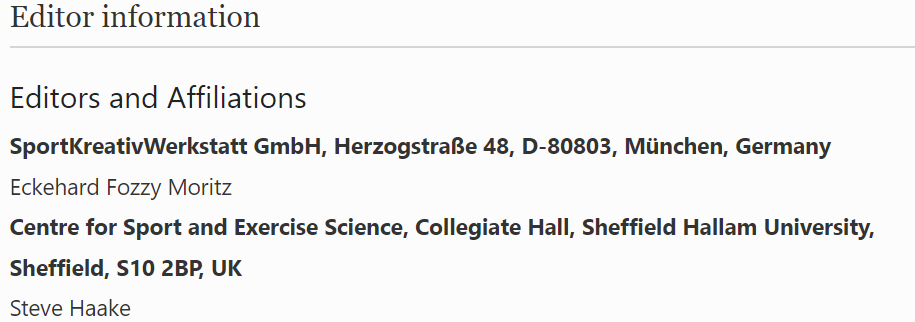 Editor information
Editors and Affiliations
SportKreativWerkstatt GmbH, Herzogstraße 48, D-80803, München, Germany
Eckehard Fozzy Moritz
Centre for Sport and Exercise Science, Collegiate Hall, Sheffield Hallam University,
Sheffield, S10 2BP, UK
Steve Haake